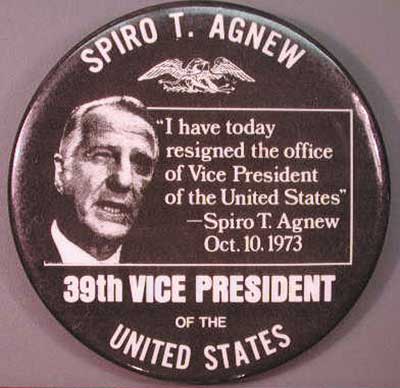 SPIRO T. AGNEW
"I have today
resigned the office
of Vice President
of the United States"
—Spiro T. Agnew
Oct. 10. 1973
39th VICE PRESIDENT
OF THE
UNITED STATES